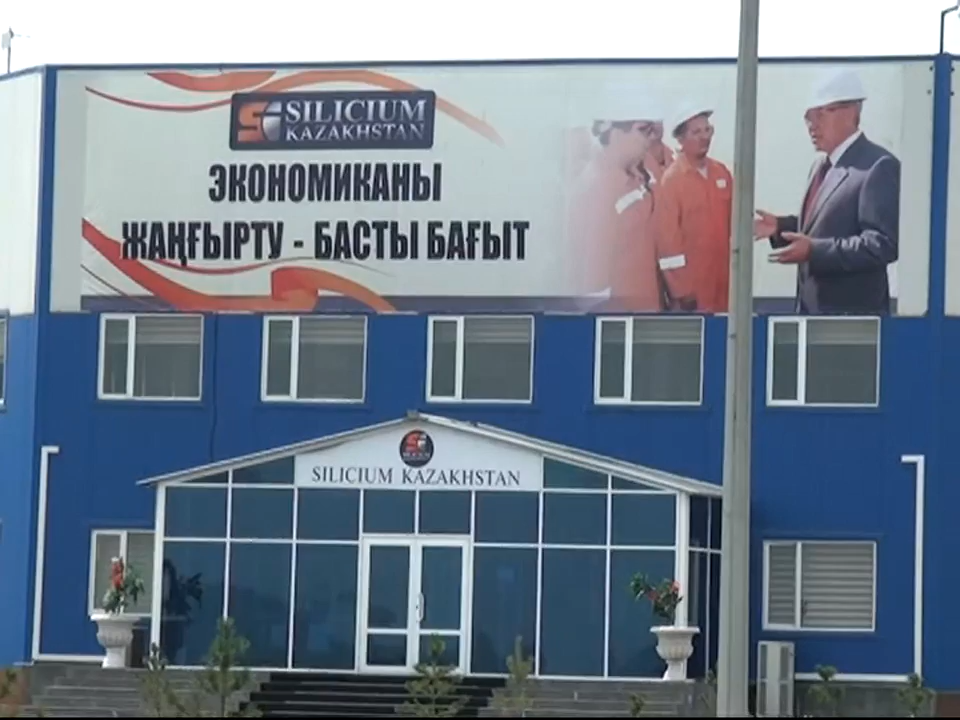 SILICIUM
KAZAKHSTAN
ЭКОНОМИКАНЫ
ЖАҢҒЫРТУ - БАСТЫ БАҒЫТ
SILICIUM KAZAKHSTAN